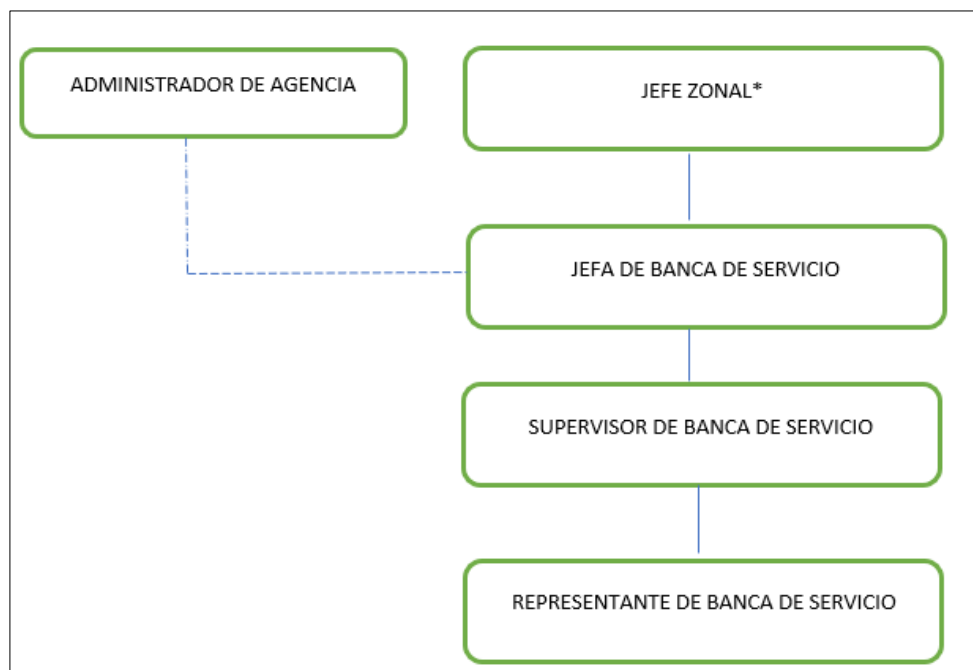 ADMINISTRADOR DE AGENCIA
JEFE ZONAL*
JEFA DE BANCA DE SERVICIO
SUPERVISOR DE BANCA DE SERVICIO
REPRESENTANTE DE BANCA DE SERVICIO